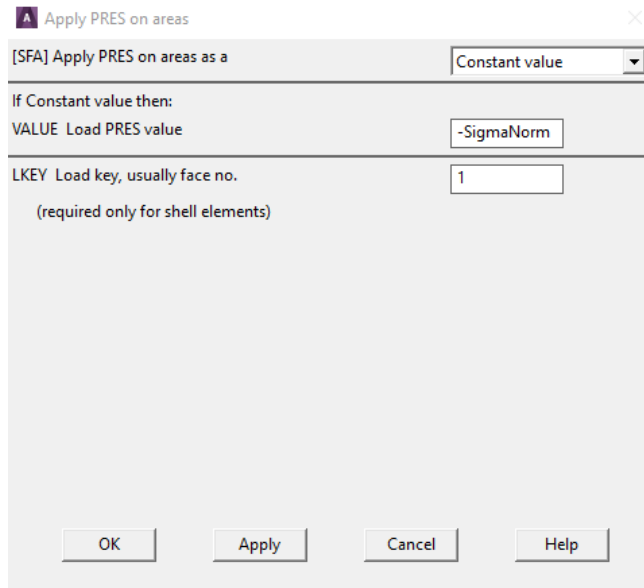 A Apply PRES on areas
[SFA] Apply PRES on areas as a Constant value
If Constant value then:
VALUE Load PRES value -SigmaNorm
LKEY Load key, usually face no. 1
(required only for shell elements)
OK Apply Cancel Help